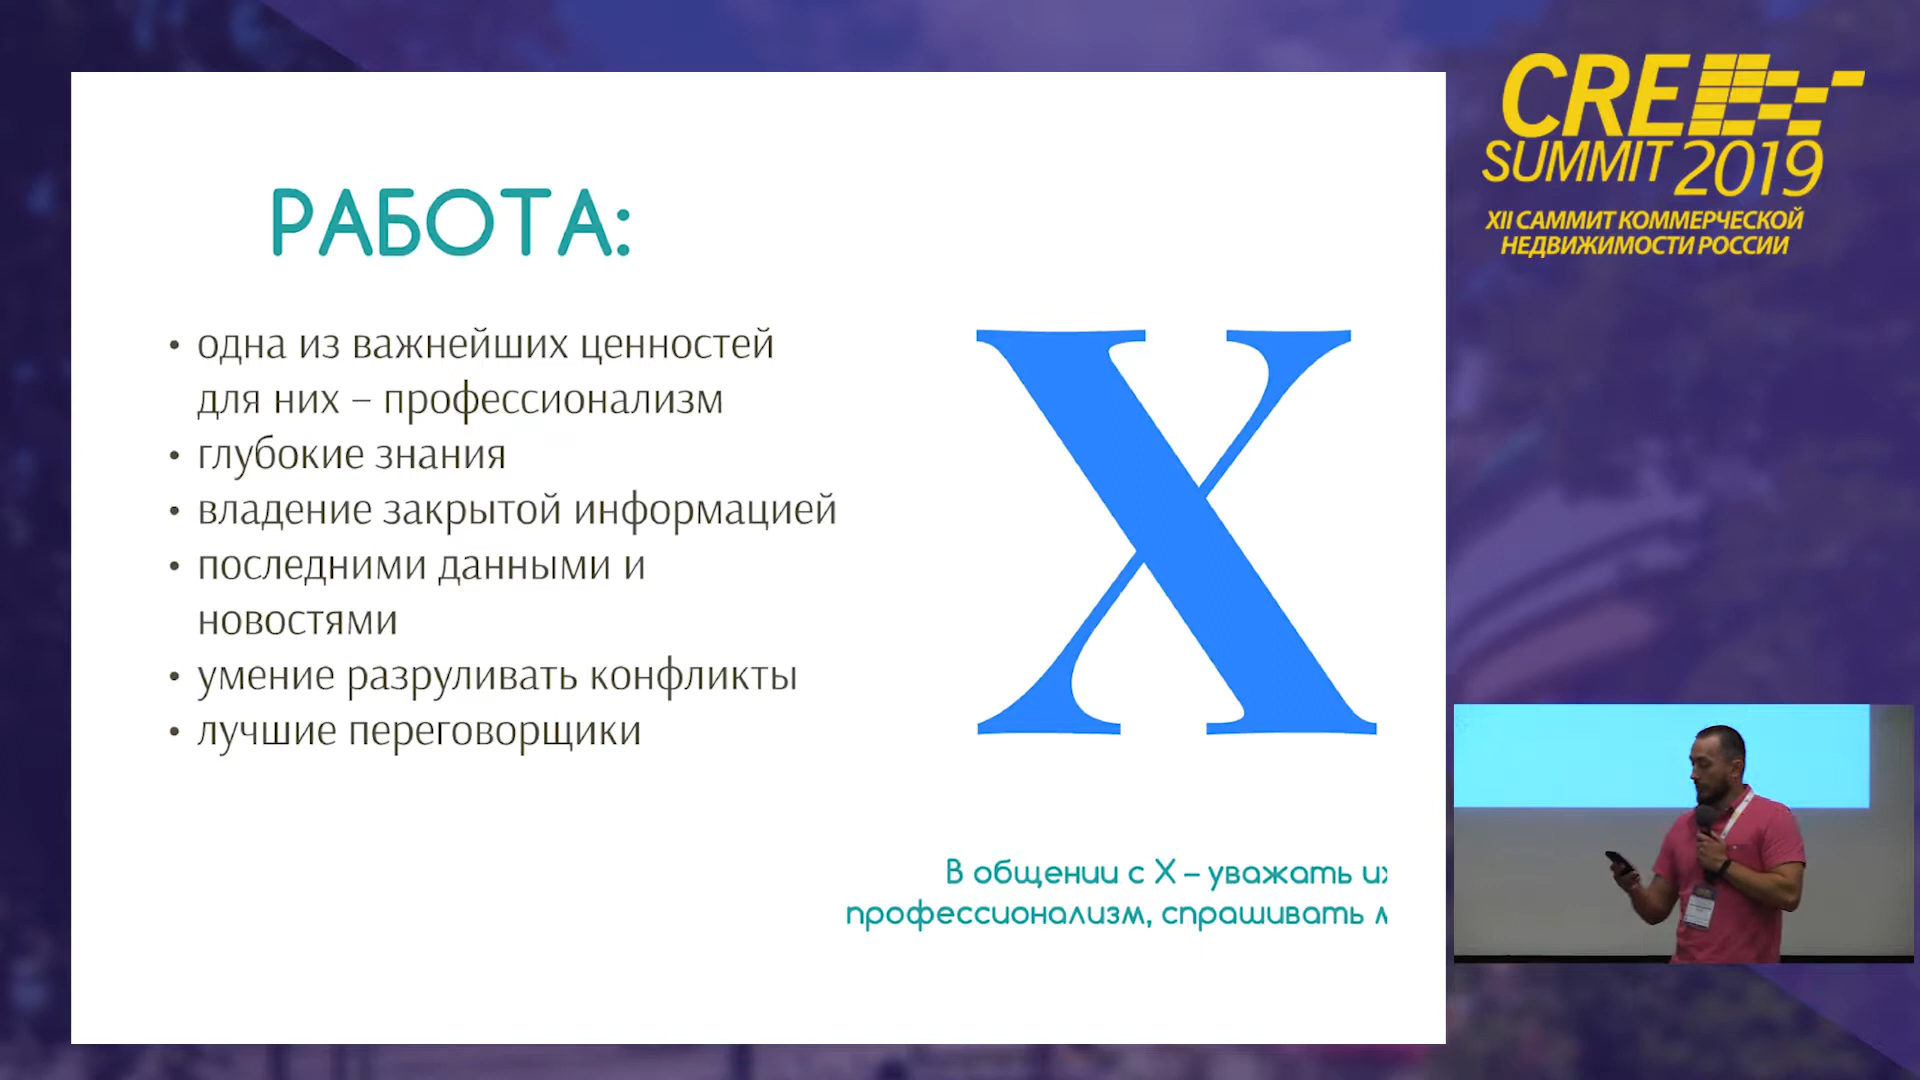 РАБОТА:
• одна из важнейших ценностей
для них – профессионализм
• глубокие знания
• владение закрытой информацией
• последними данными и
новостями
• умение разруливать конфликты
• лучшие переговорщики
X
В общении с X – уважать их
профессионализм, спрашивать
CRE
SUMMIT 2019
XII САММИТ КОММЕРЧЕСКОЙ
НЕДВИЖИМОСТИ РОССИИ